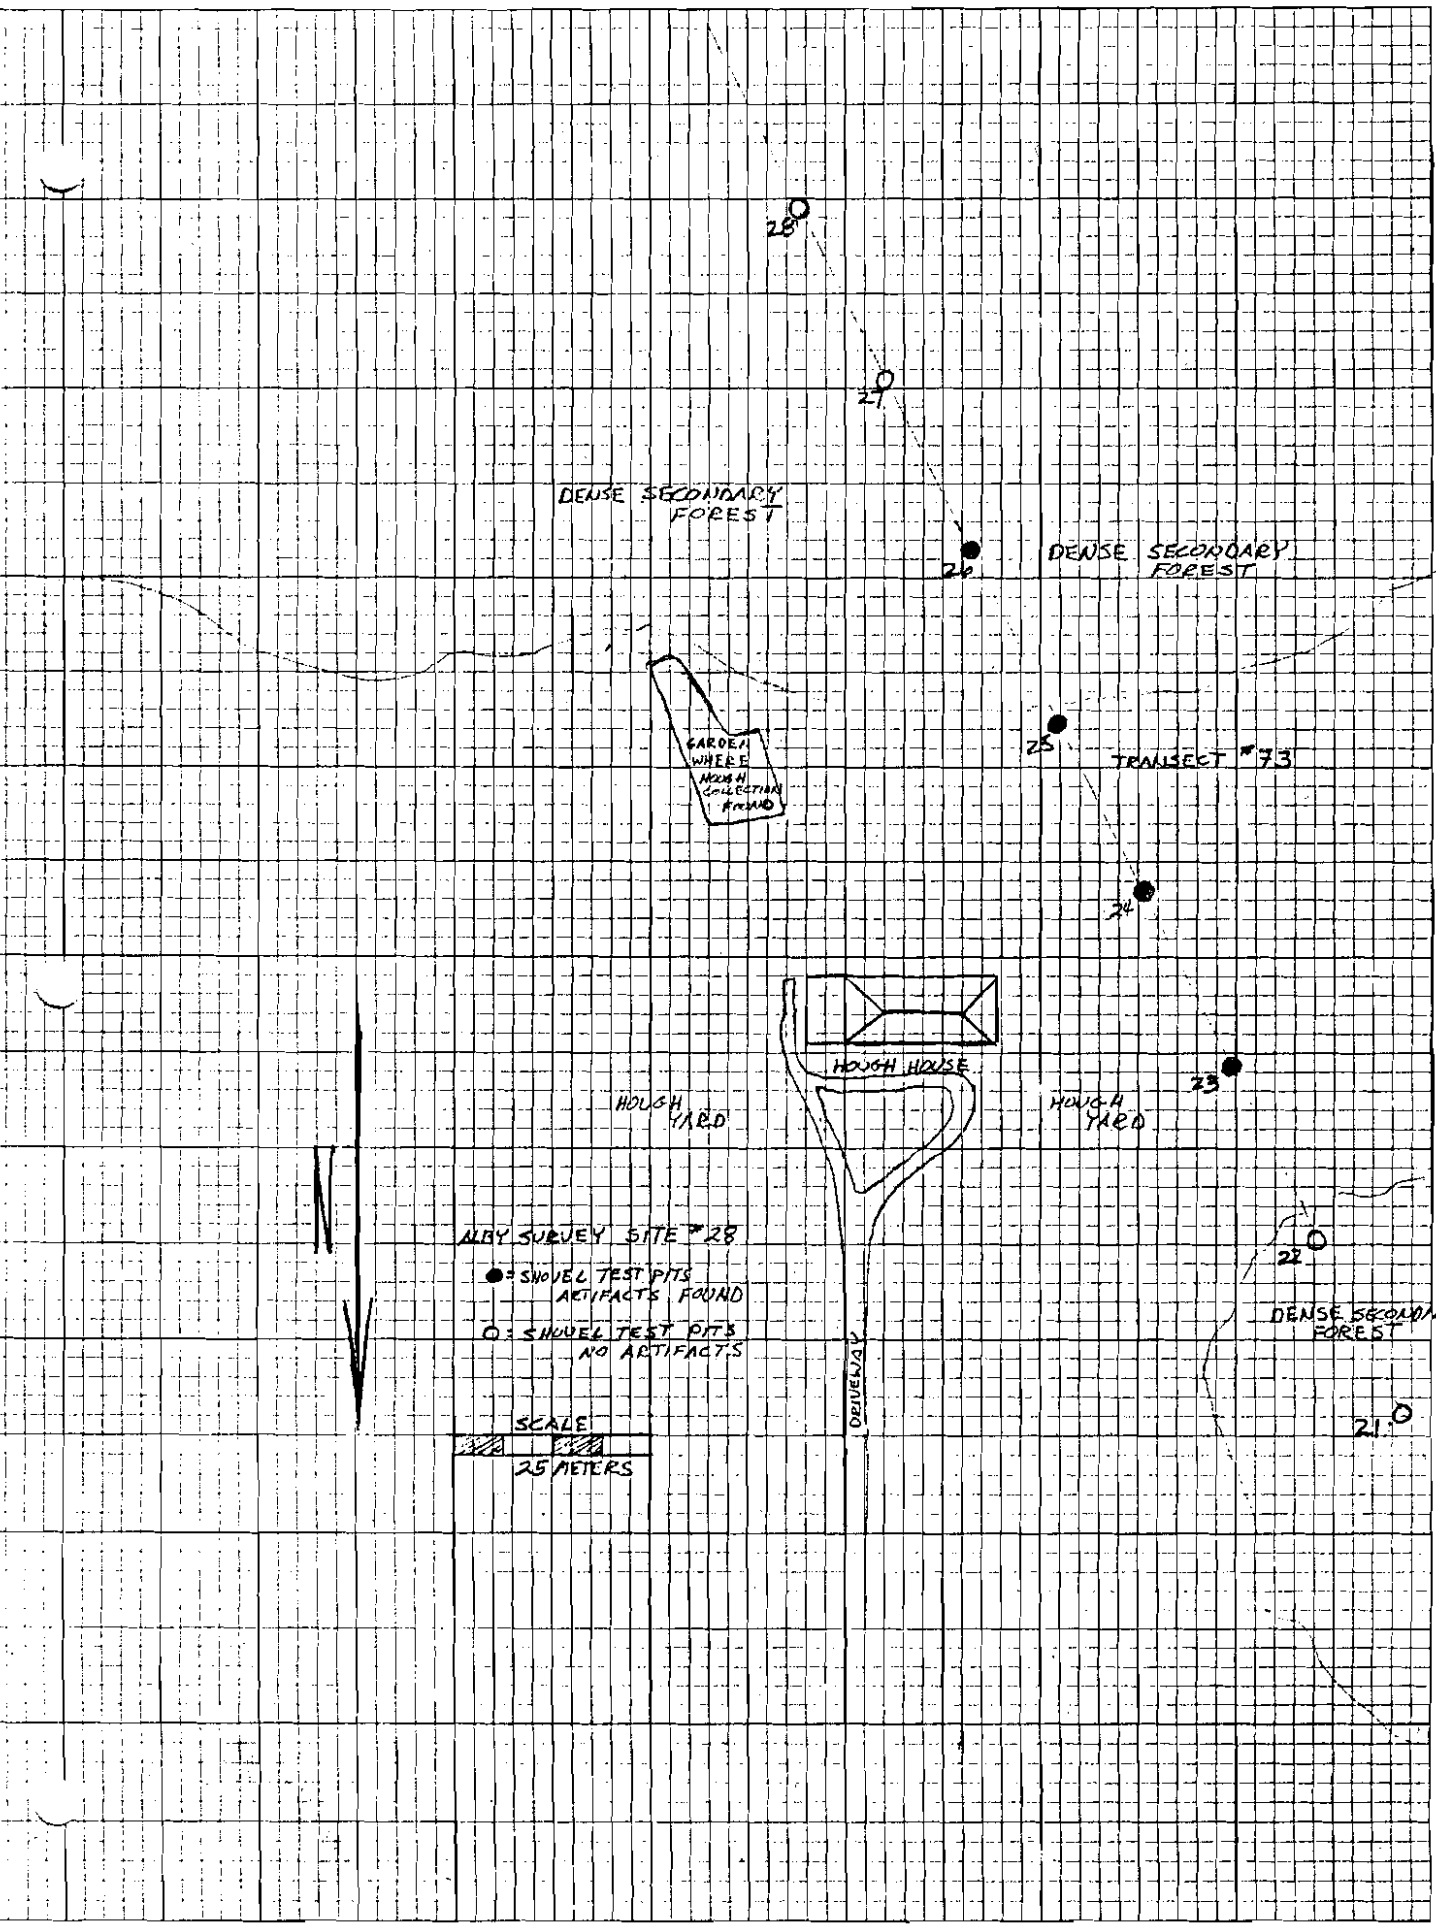 28
27
DENSE SECONDARY
FOREST
26
DENSE SECONDARY
FOREST
25
TRANSECT #73
GARDEN
WHERE
HOUGH
COLLECTION
FOUND
24
HOUGH HOUSE
23
HOUGH
YARD
HOUGH
YARD
N
ALBY SURVEY SITE #28
● = SHOVEL TEST PITS
ARTIFACTS FOUND
O = SHOVEL TEST PITS
NO ARTIFACTS
22
DENSE SECONDA
FOREST
DRIVEWAY
21
SCALE
25 METERS